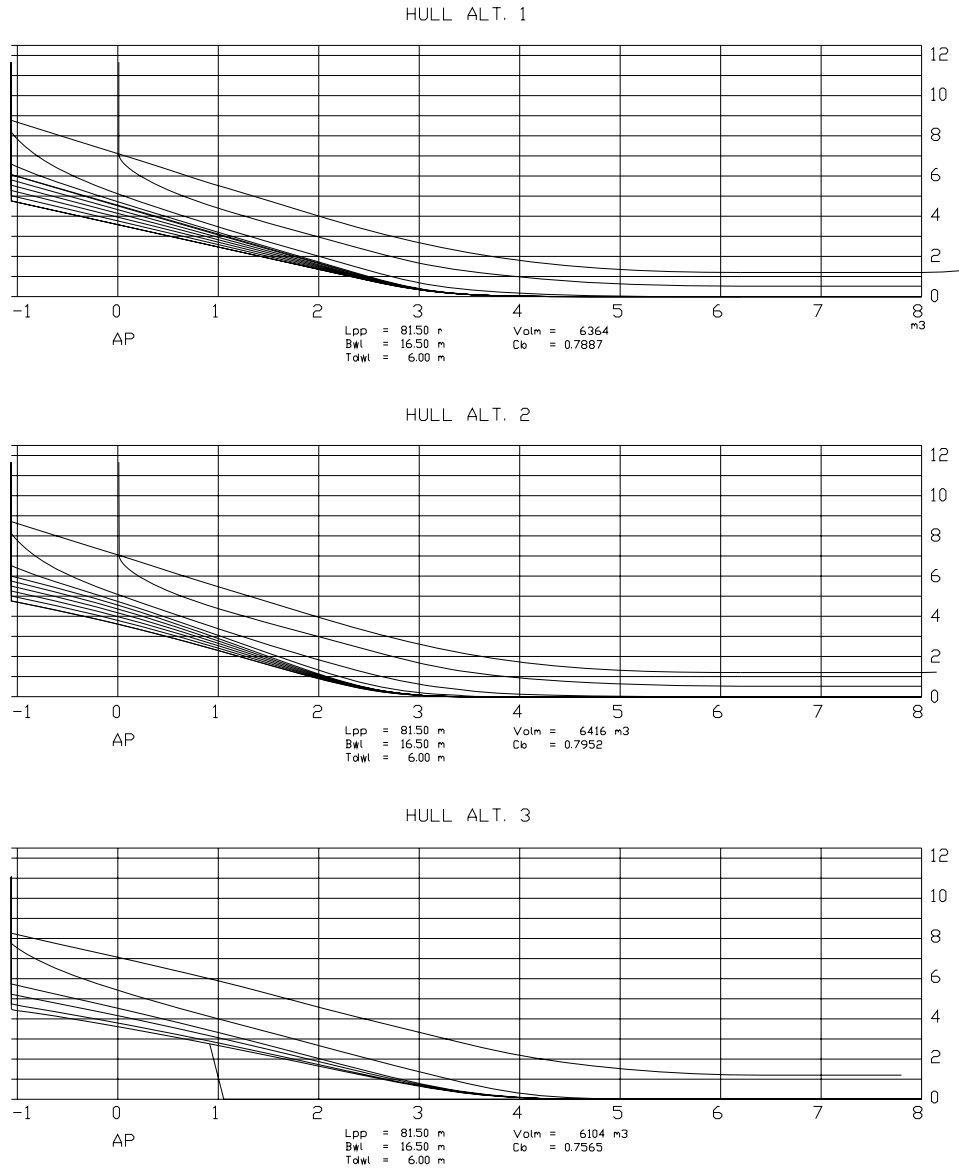 HULL ALT. 1
12
10
8
6
4
2
0
-1 0 1 2 3 4 5 6 7 8
AP
m3
Lpp = 81.50 m
Bwl = 16.50 m
Tdwl = 6.00 m
Volm = 6364
Cb = 0.7887
HULL ALT. 2
12
10
8
6
4
2
0
-1 0 1 2 3 4 5 6 7 8
AP
Lpp = 81.50 m
Bwl = 16.50 m
Tdwl = 6.00 m
Volm = 6416 m3
Cb = 0.7952
HULL ALT. 3
12
10
8
6
4
2
0
-1 0 1 2 3 4 5 6 7 8
AP
Lpp = 81.50 m
Bwl = 16.50 m
Tdwl = 6.00 m
Volm = 6104 m3
Cb = 0.7565